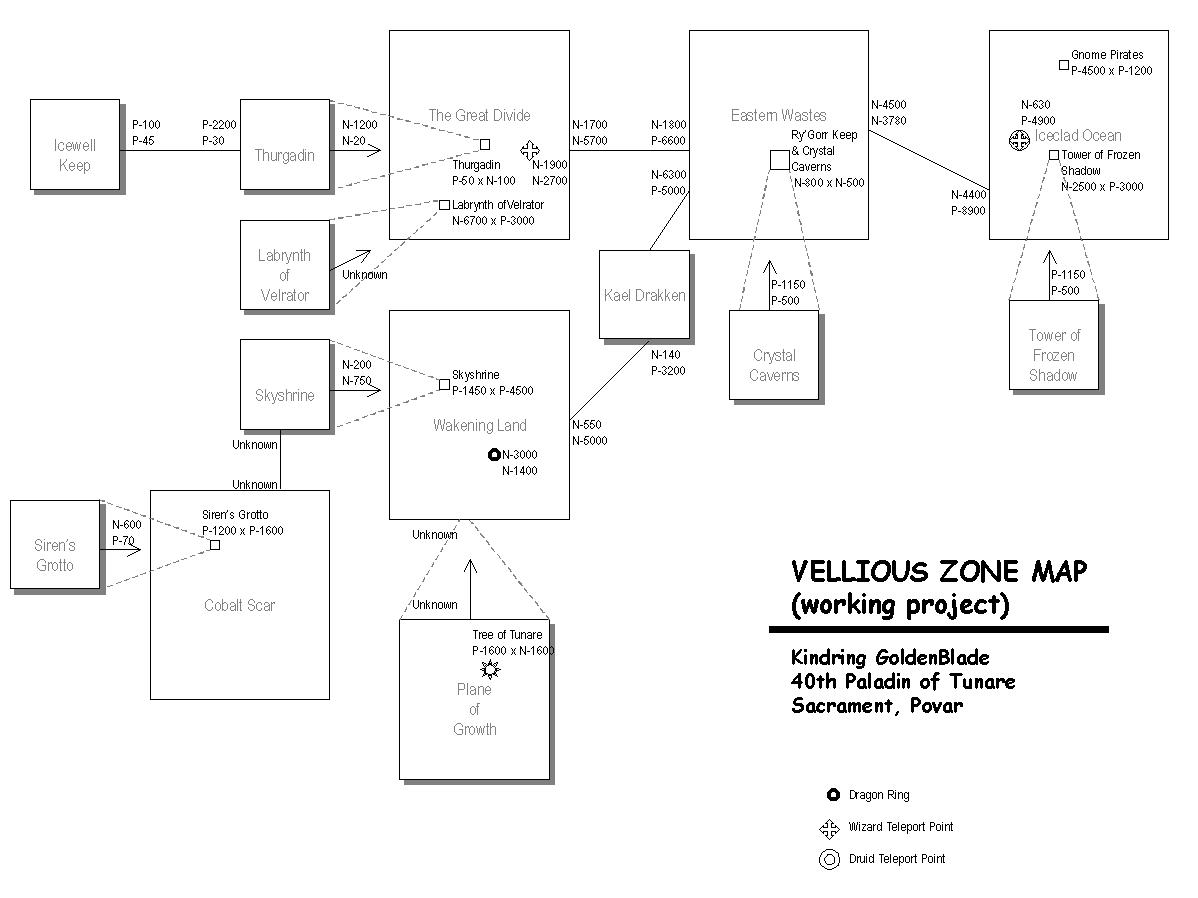 Gnome Pirates
P-4500 x P-1200
N-630
P-4900
Iceclad Ocean
Tower of Frozen
Shadow
N-2500 x P-3000
N-4500
N-3780
N-4400
P-8900
Eastern Wastes
Ry'Gorr Keep
& Crystal
Caverns
N-800 x N-500
N-1800
P-6600
N-6300
P-5000
The Great Divide
N-1700
N-5700
Thurgadin
P-50 x N-100
N-1900
N-2700
Labrynth of Velrator
N-6700 x P-3000
Icewell
Keep
P-100
P-45
P-2200
P-30
Thurgadin
N-1200
N-20
Labrynth
of
Velrator
Unknown
Kael Drakken
N-140
P-3200
P-1150
P-500
Crystal
Caverns
P-1150
P-500
Tower of
Frozen
Shadow
Skyshrine
N-200
N-750
Skyshrine
P-1450 x P-4500
Wakening Land
N-3000
N-1400
N-550
N-5000
Unknown
Unknown
Siren's
Grotto
N-600
P-70
Siren's Grotto
P-1200 x P-1600
Cobalt Scar
Unknown
Unknown
Tree of Tunare
P-1600 x N-1600
Plane
of
Growth
VELLIOUS ZONE MAP
(working project)
Kindring GoldenBlade
40th Paladin of Tunare
Sacrament, Povar
Dragon Ring
Wizard Teleport Point
Druid Teleport Point